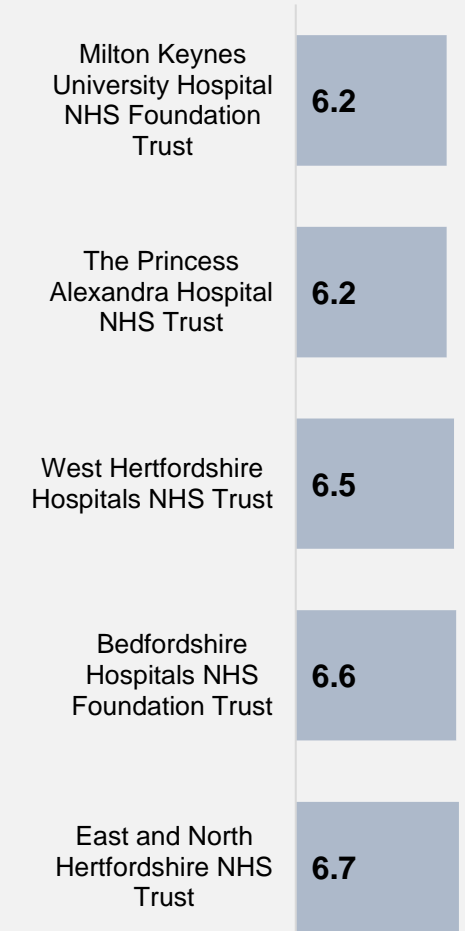 Milton Keynes
University Hospital
NHS Foundation
Trust
6.2
The Princess
Alexandra Hospital
NHS Trust
6.2
West Hertfordshire
Hospitals NHS Trust
6.5
Bedfordshire
Hospitals NHS
Foundation Trust
6.6
East and North
Hertfordshire NHS
Trust
6.7